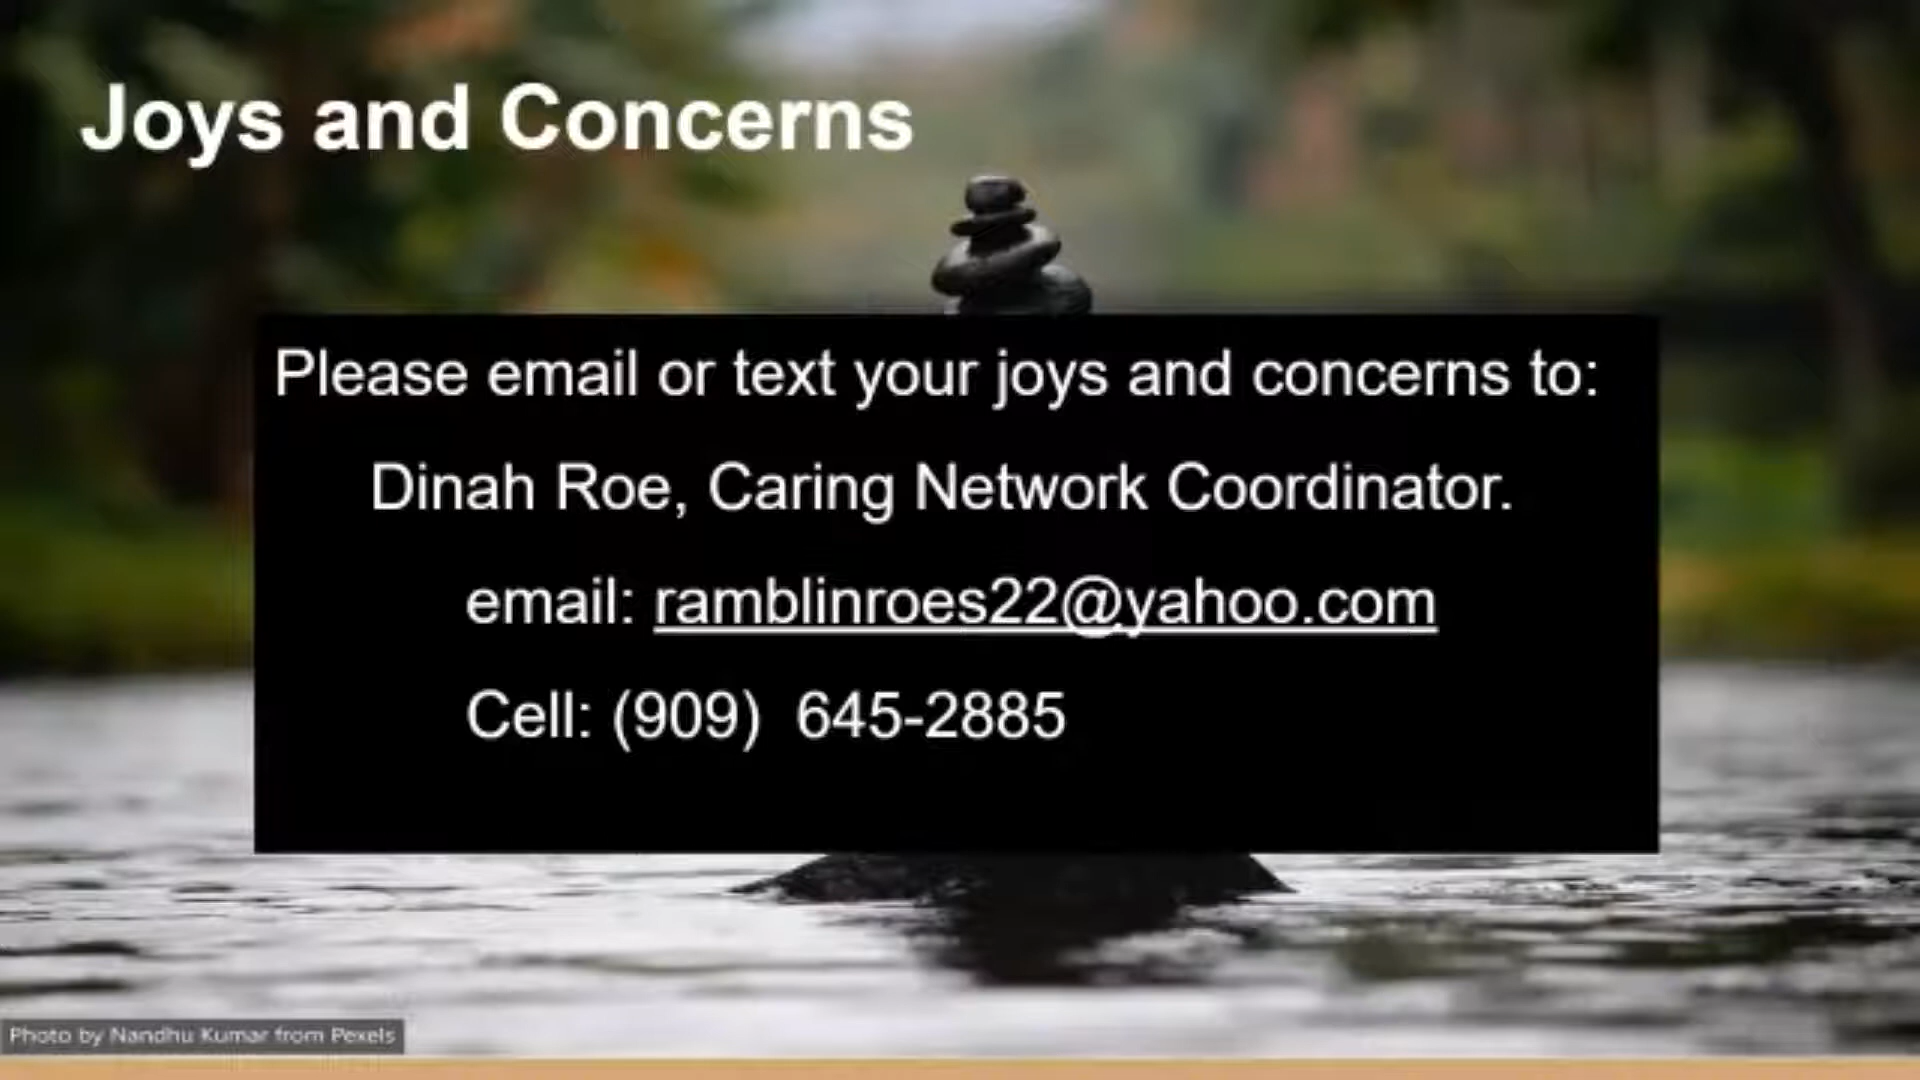 Joys and Concerns
Please email or text your joys and concerns to:
Dinah Roe, Caring Network Coordinator.
email: ramblinroes22@yahoo.com
Cell: (909)  645-2885
Photo by Nandhu Kumar from Pexels